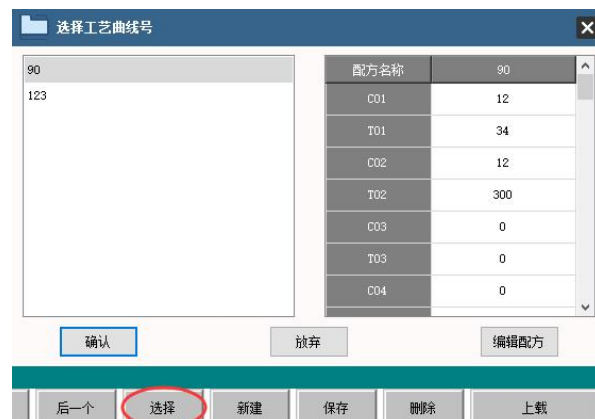 选择工艺曲线号
90
123
配方名称 90
C01 12
T01 34
C02 12
T02 300
C03 0
T03 0
C04 0
确认 放弃 编辑配方
后一个 选择 新建 保存 删除 上载